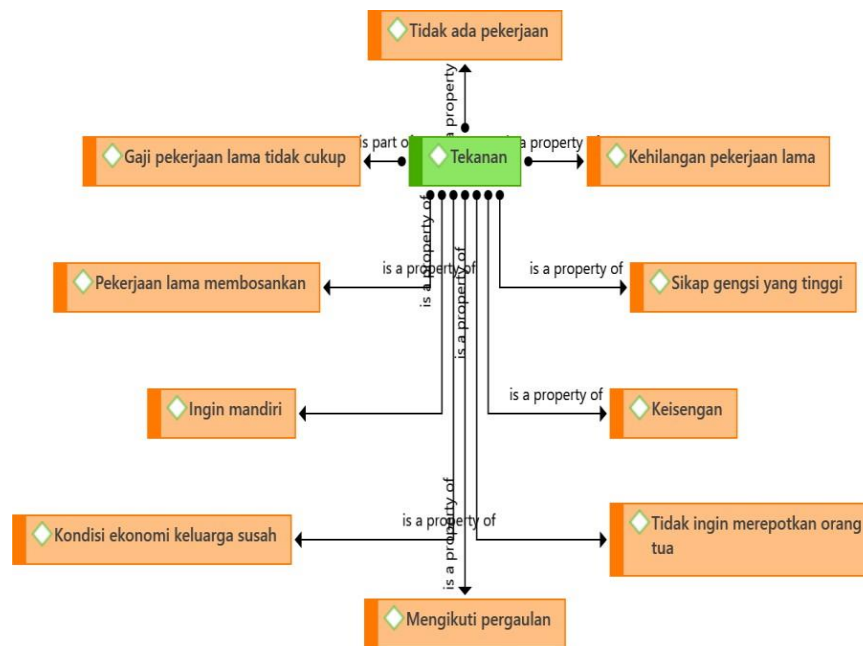 Tidak ada pekerjaan
a property
is part of
is a property of
Gaji pekerjaan lama tidak cukup
Tekanan
Kehilangan pekerjaan lama
is a property of
is a property of
is a property of
is a property of
Pekerjaan lama membosankan
Sikap gengsi yang tinggi
Ingin mandiri
is a property of
Keisengan
is a property of
is a property of
Kondisi ekonomi keluarga susah
Tidak ingin merepotkan orang
tua
Mengikuti pergaulan